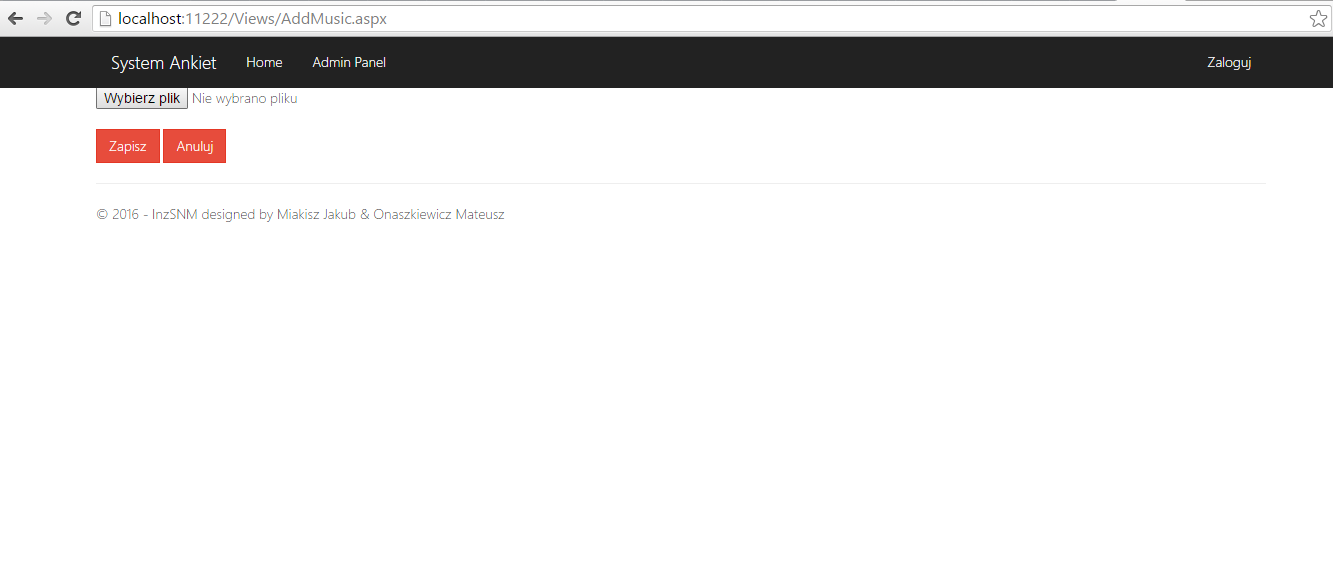 localhost:11222/Views/AddMusic.aspx
System Ankiet Home Admin Panel Zaloguj
Wybierz plik Nie wybrano pliku
Zapisz Anuluj
© 2016 - InzSNM designed by Miakisz Jakub & Onaszkiewicz Mateusz